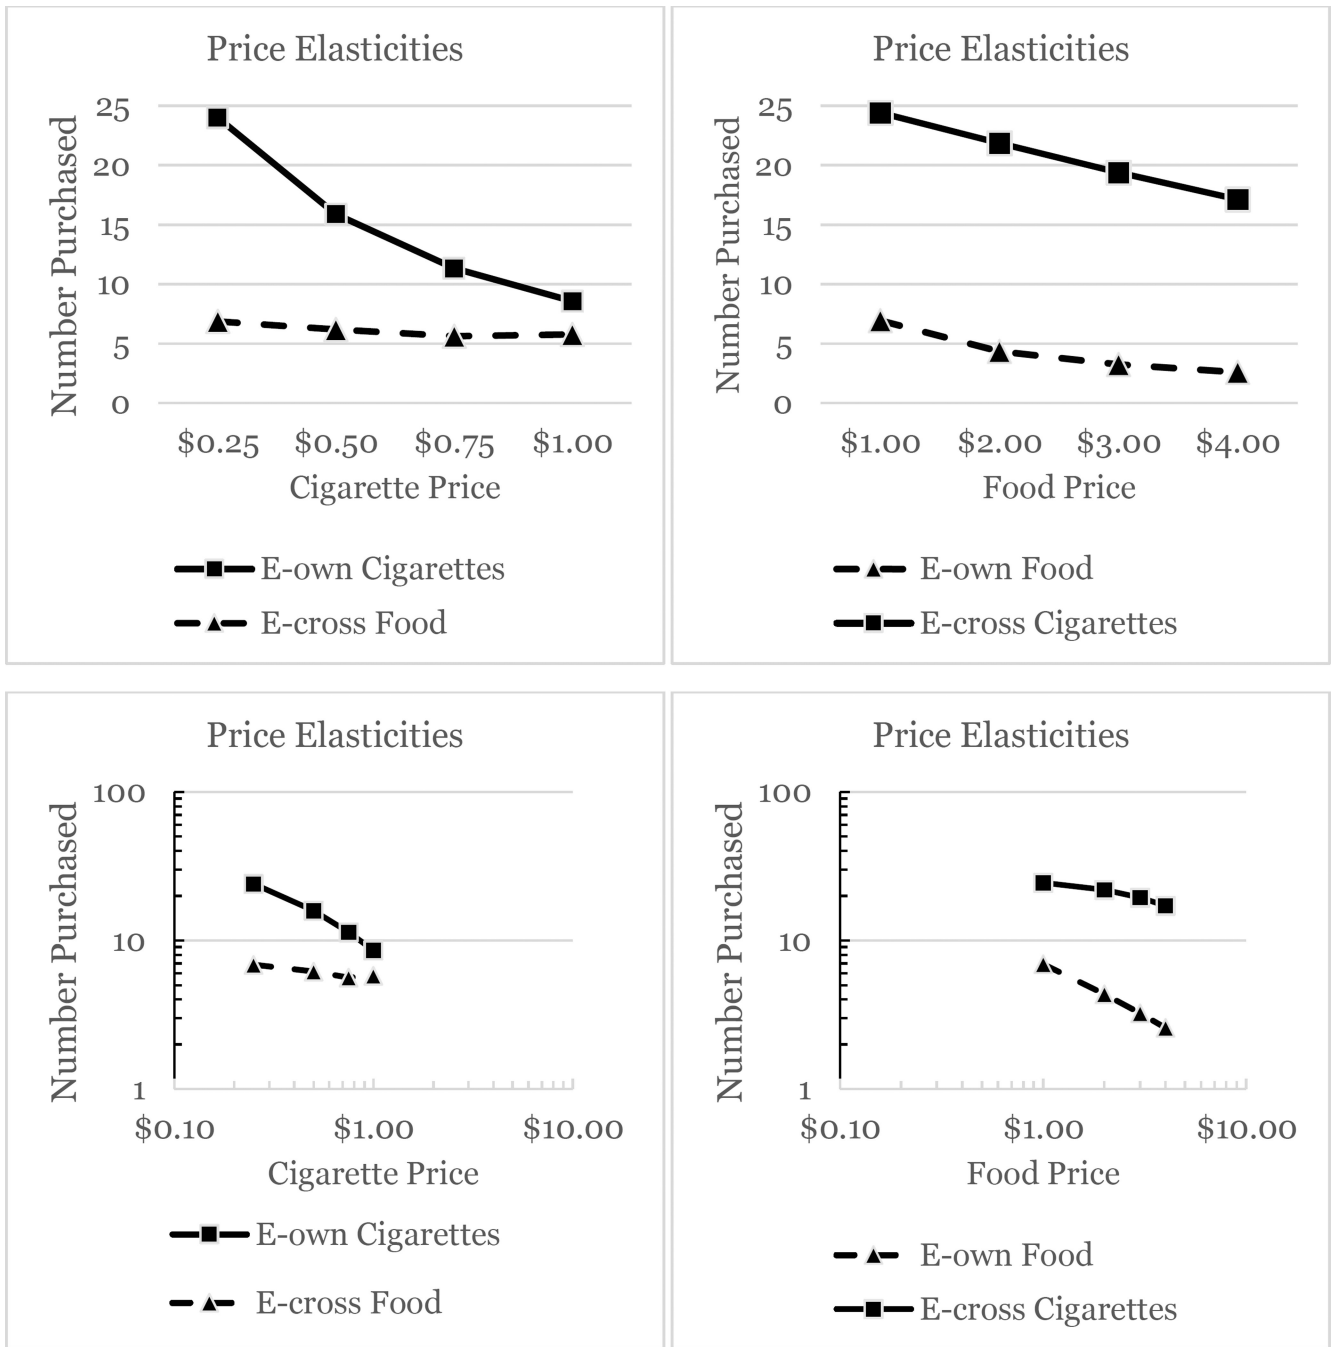 Price Elasticities
Number Purchased
25
20
15
10
5
0
$0.25 $0.50 $0.75 $1.00
Cigarette Price
E-own Cigarettes
E-cross Food
Price Elasticities
Number Purchased
25
20
15
10
5
0
$1.00 $2.00 $3.00 $4.00
Food Price
E-own Food
E-cross Cigarettes
Price Elasticities
Number Purchased
100
10
1
$0.10 $1.00 $10.00
Cigarette Price
E-own Cigarettes
E-cross Food
Price Elasticities
Number Purchased
100
10
1
$0.10 $1.00 $10.00
Food Price
E-own Food
E-cross Cigarettes